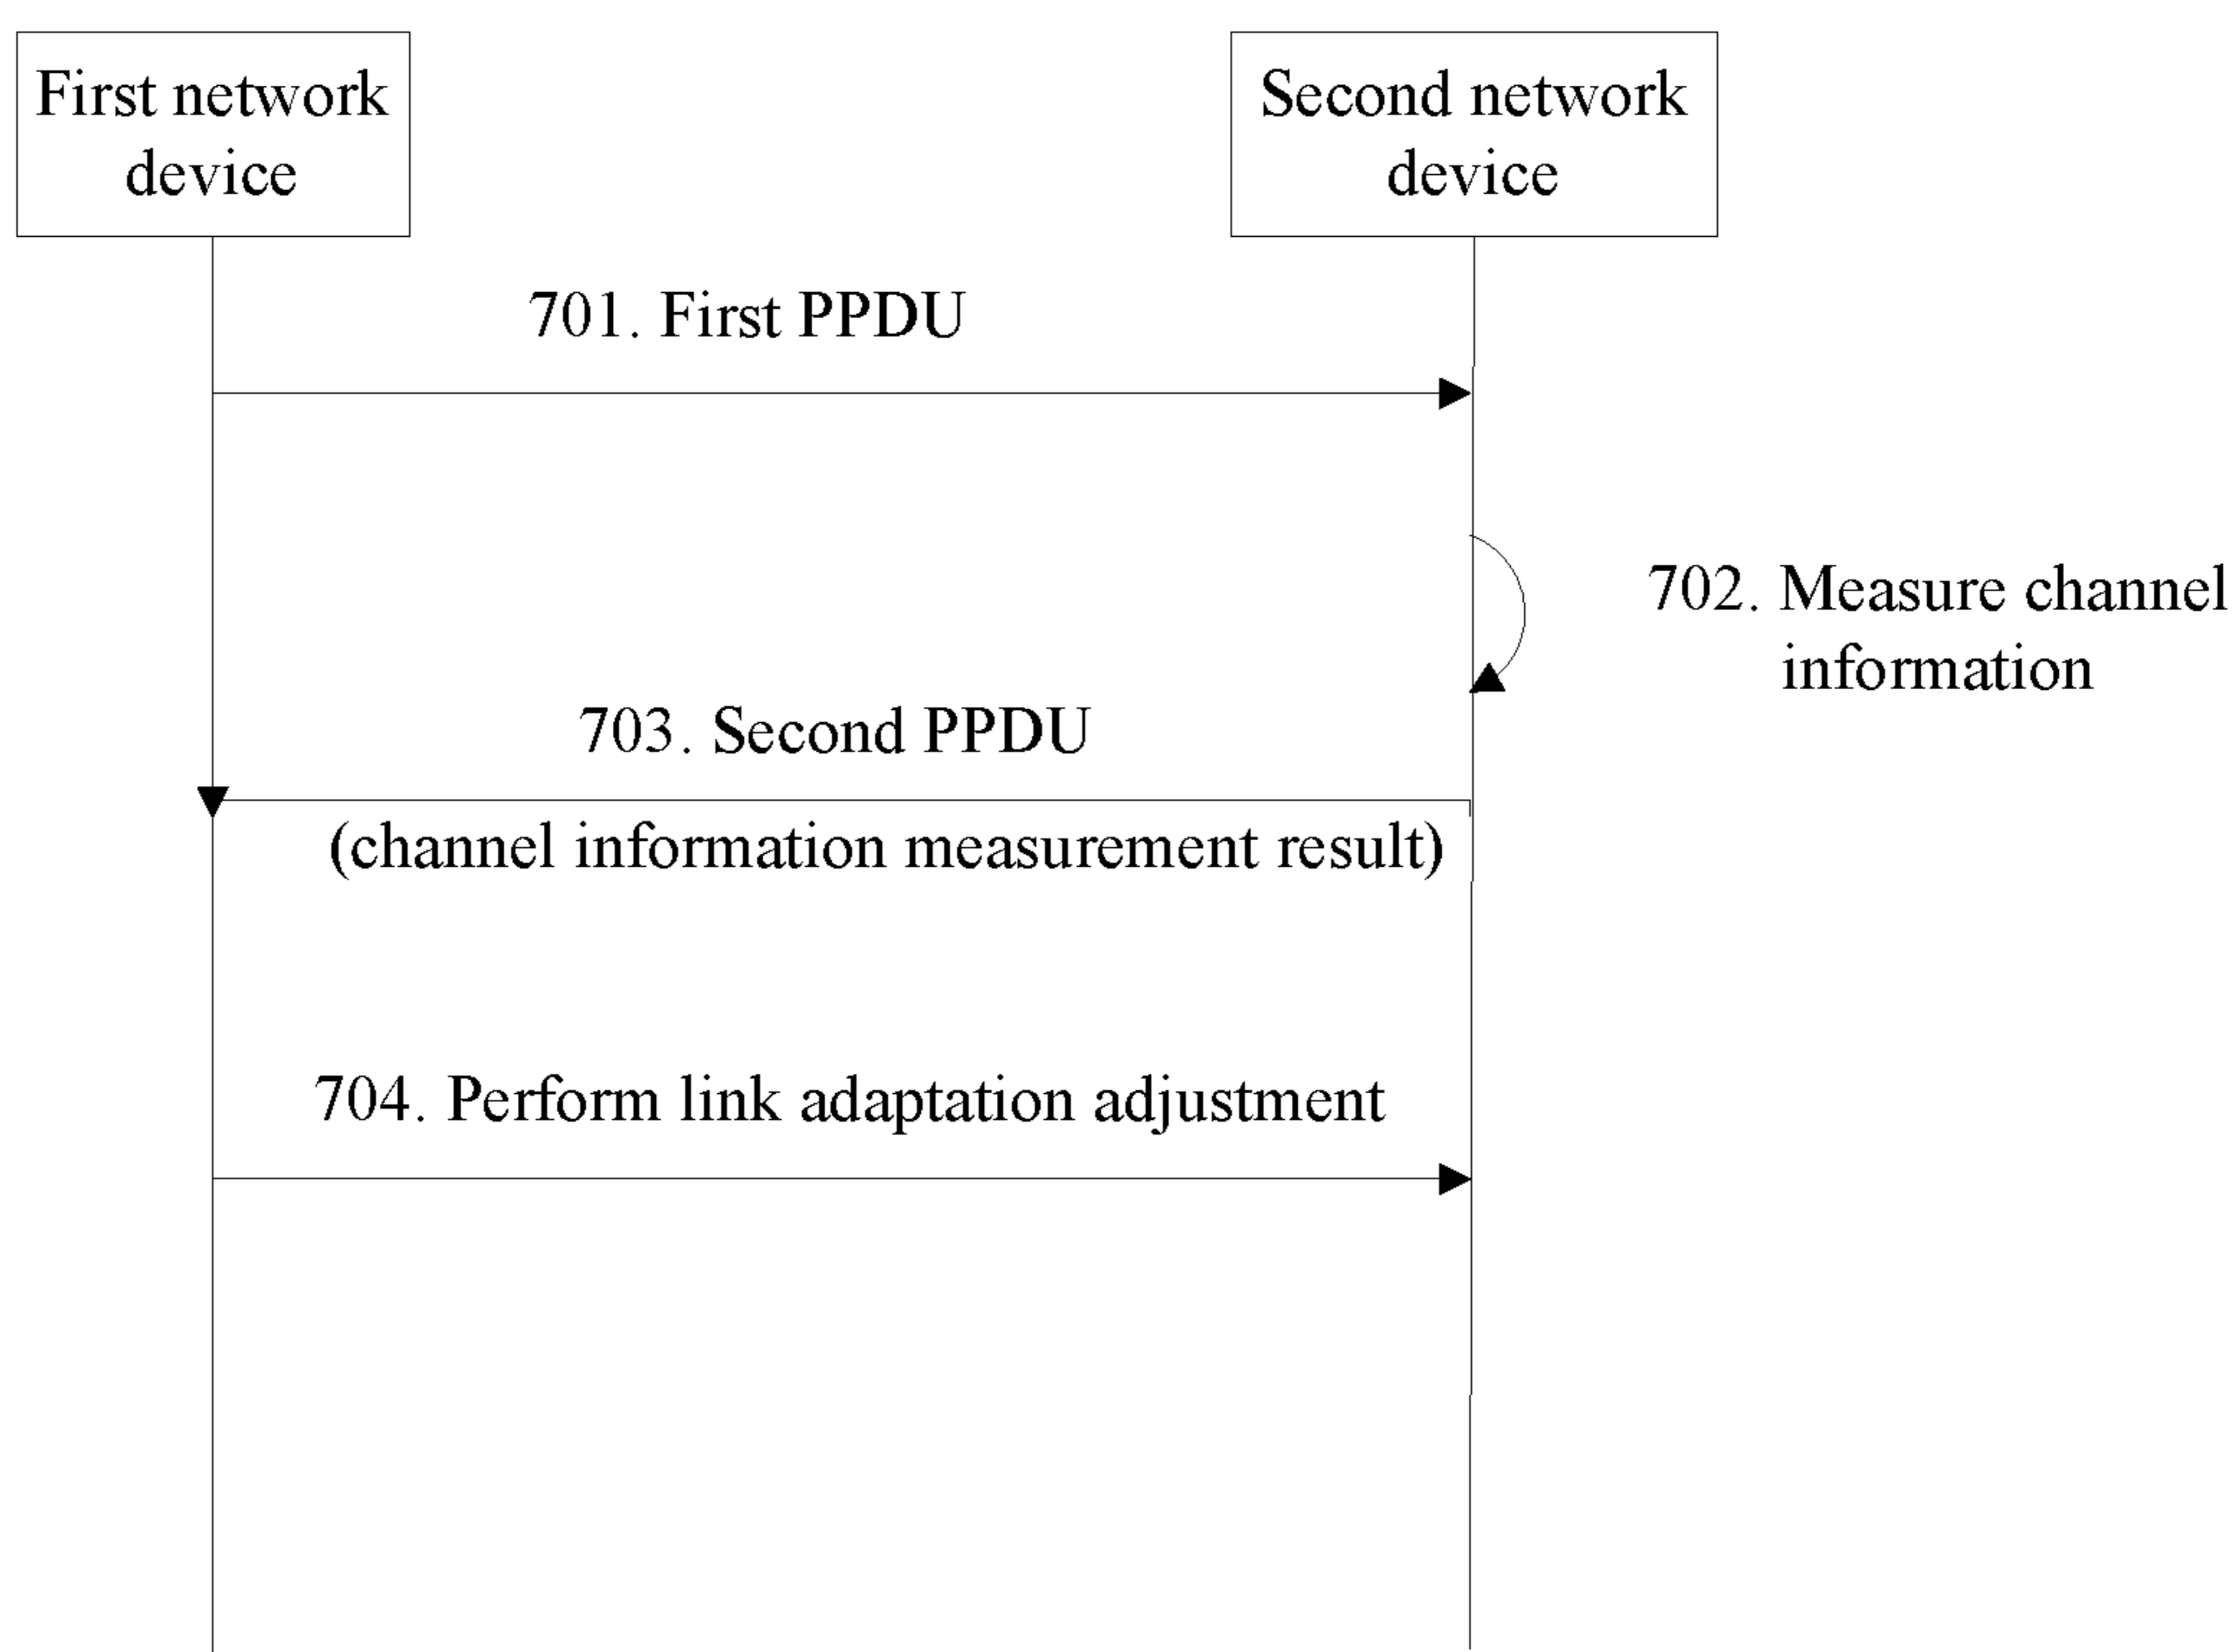 First network
device
Second network
device
701. First PPDU
702. Measure channel
information
703. Second PPDU
(channel information measurement result)
704. Perform link adaptation adjustment